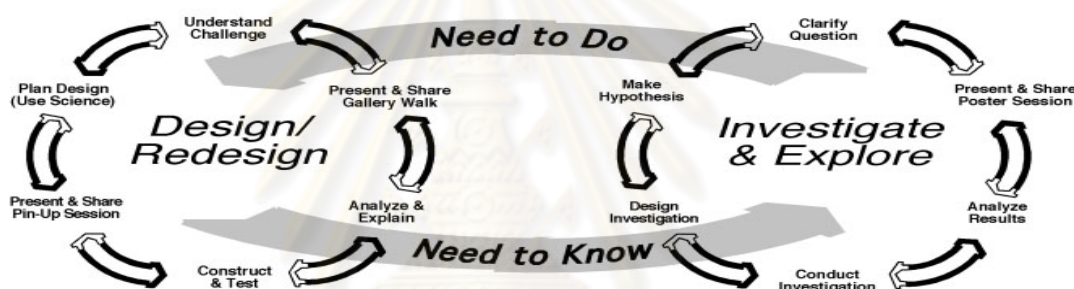 Understand
Challenge
Plan Design
(Use Science)
Present & Share
Gallery Walk
Design/
Redesign
Present & Share
Pin-Up Session
Analyze &
Explain
Construct
& Test
Need to Do
Need to Know
Clarify
Question
Make
Hypothesis
Present & Share
Poster Session
Investigate
& Explore
Design
Investigation
Analyze
Results
Conduct
Investigation